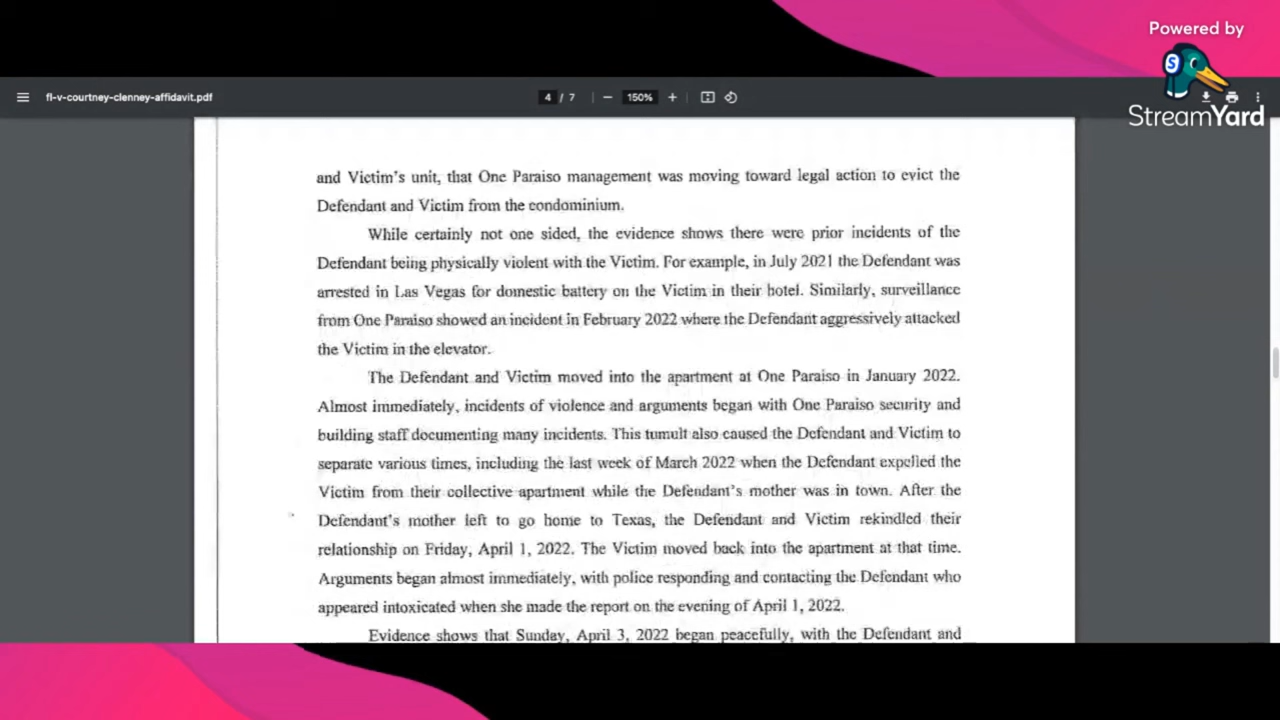 Powered by
StreamYard
fl-v-courtney-clenney-affidavit.pdf
4 / 7
150%
and Victim's unit, that One Paraiso management was moving toward legal action to evict the
Defendant and Victim from the condominium.
While certainly not one sided, the evidence shows there were prior incidents of the
Defendant being physically violent with the Victim. For example, in July 2021 the Defendant was
arrested in Las Vegas for domestic battery on the Victim in their hotel. Similarly, surveillance
from One Paraiso showed an incident in February 2022 where the Defendant aggressively attacked
the Victim in the elevator.
The Defendant and Victim moved into the apartment at One Paraiso in January 2022.
Almost immediately, incidents of violence and arguments began with One Paraiso security and
building staff documenting many incidents. This tumult also caused the Defendant and Victim to
separate various times, including the last week of March 2022 when the Defendant expelled the
Victim from their collective apartment while the Defendant's mother was in town. After the
Defendant's mother left to go home to Texas, the Defendant and Victim rekindled their
relationship on Friday, April 1, 2022. The Victim moved back into the apartment at that time.
Arguments began almost immediately, with police responding and contacting the Defendant who
appeared intoxicated when she made the report on the evening of April 1, 2022.
Evidence shows that Sunday, April 3, 2022 began peacefully, with the Defendant and